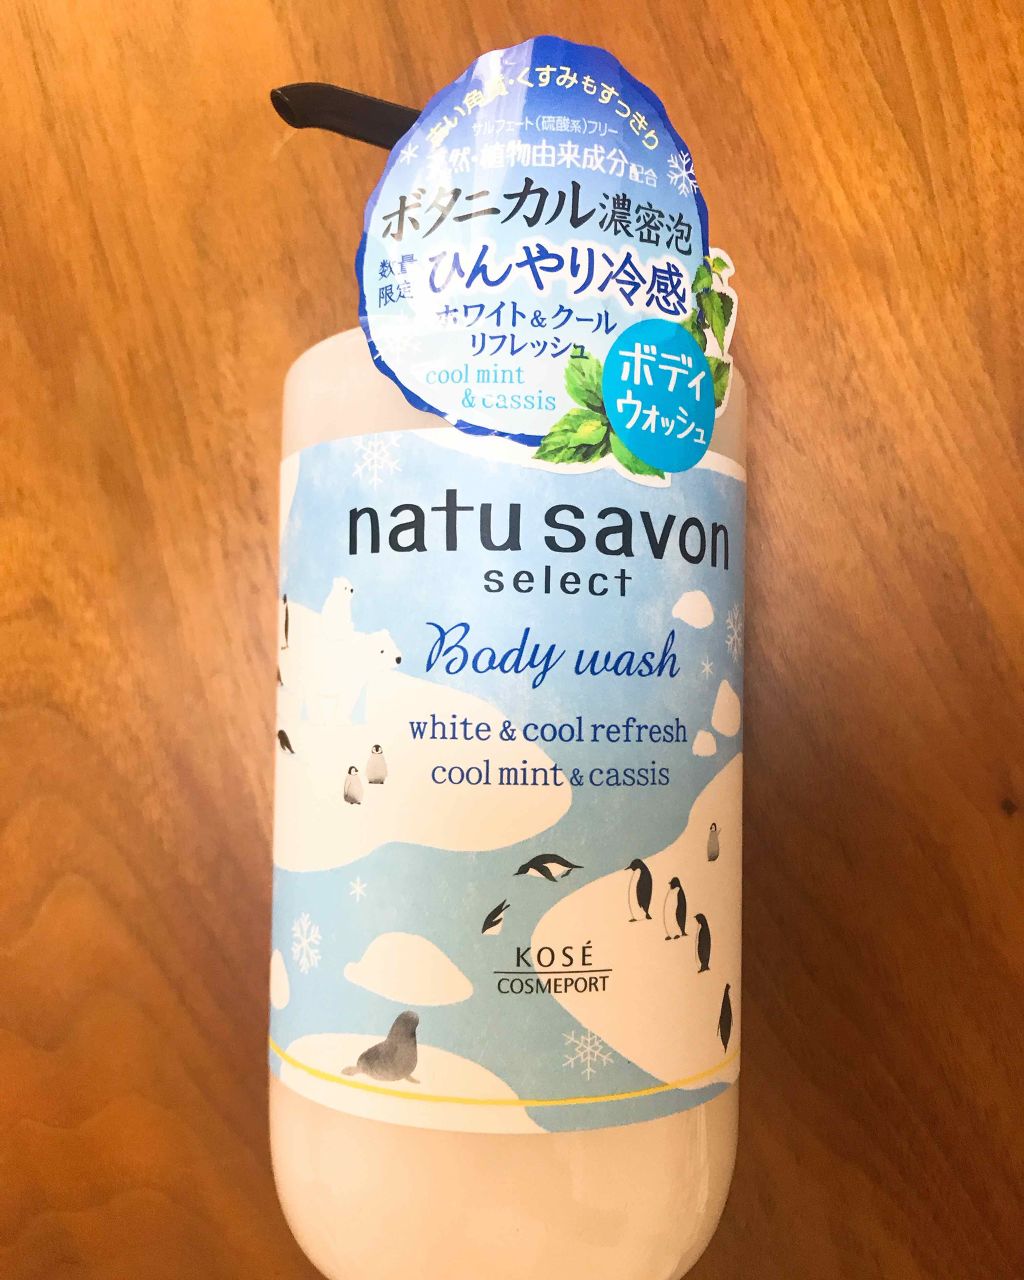 古い角質・くすみもすっきり
サルフェート(硫酸系)フリー
天然・植物由来成分配合
ボタニカル濃密泡
数量
限定
ひんやり冷感
ホワイト&クール
リフレッシュ
cool mint
& cassis
ボディ
ウォッシュ
natu savon
select
Body wash
white & cool refresh
cool mint & cassis
KOSÉ
COSMEPORT